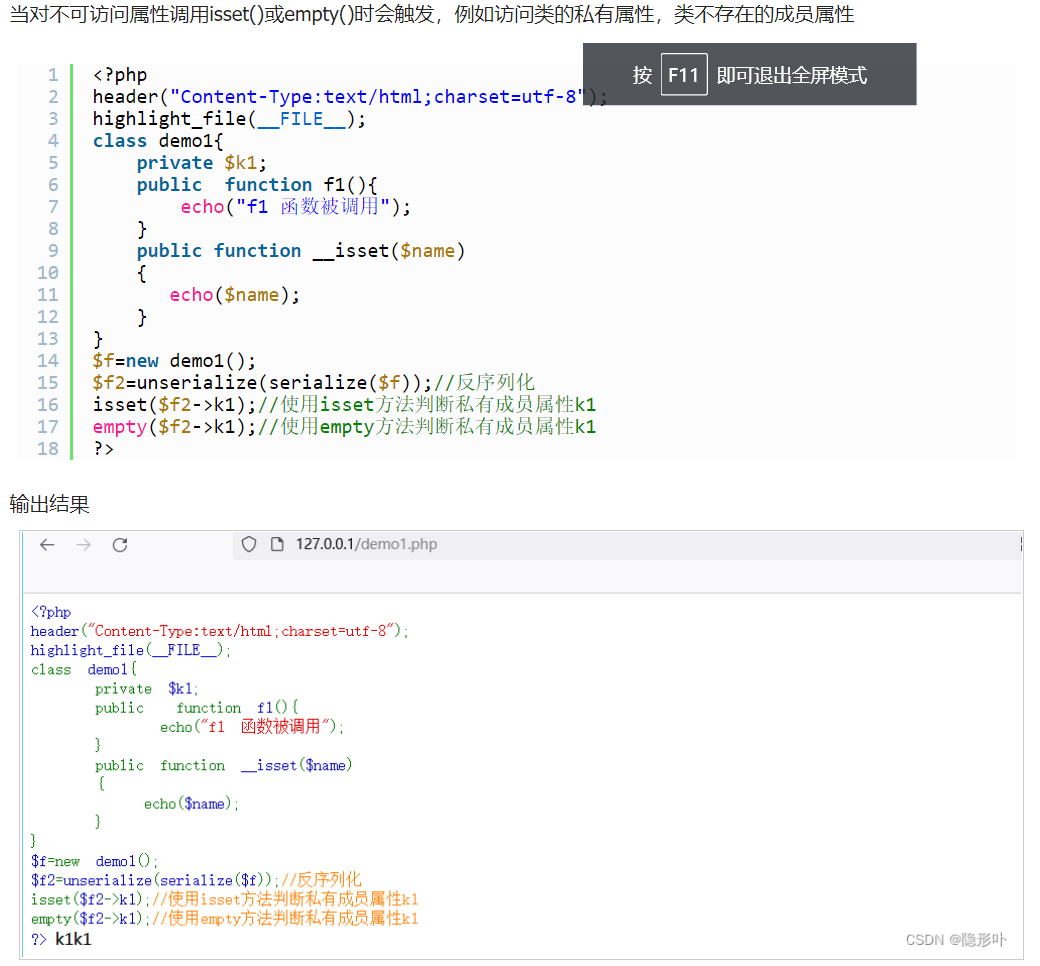 当对不可访问属性调用isset()或empty()时会触发，例如访问类的私有属性，类不存在的成员属性
按 F11 即可退出全屏模式
1 <?php
2 header("Content-Type:text/html;charset=utf-8");
3 highlight_file(__FILE__);
4 class demo1{
5     private $k1;
6     public  function f1(){
7         echo("f1 函数被调用");
8     }
9     public function __isset($name)
10     {
11        echo($name);
12     }
13 }
14 $f=new demo1();
15 $f2=unserialize(serialize($f));//反序列化
16 isset($f2->k1);//使用isset方法判断私有成员属性k1
17 empty($f2->k1);//使用empty方法判断私有成员属性k1
18 ?>
输出结果
127.0.0.1/demo1.php
<?php
header("Content-Type:text/html;charset=utf-8");
highlight_file(__FILE__);
class  demo1{
        private  $k1;
        public    function  f1(){
                echo("f1  函数被调用");
        }
        public  function  __isset($name)
        {
              echo($name);
        }
}
$f=new  demo1();
$f2=unserialize(serialize($f));//反序列化
isset($f2->k1);//使用isset方法判断私有成员属性k1
empty($f2->k1);//使用empty方法判断私有成员属性k1
?> k1k1
CSDN @隐形卟